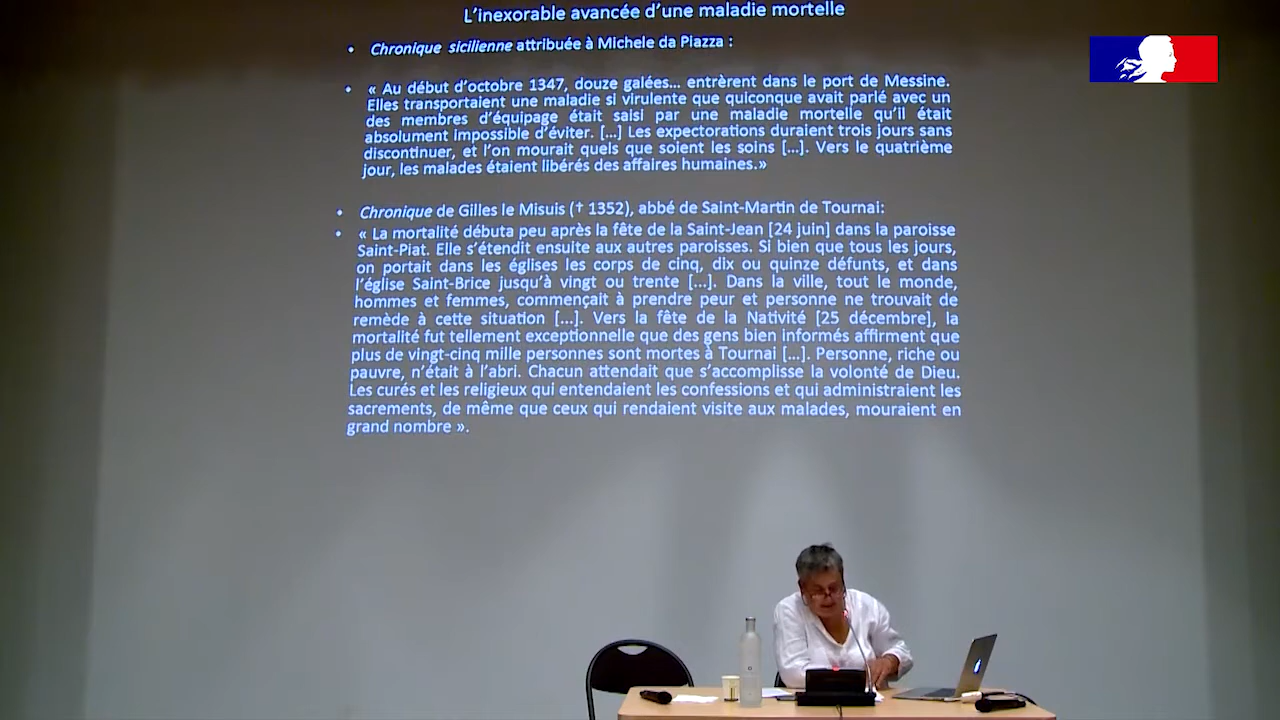 L’inexorable avancée d’une maladie mortelle
• Chronique sicilienne attribuée à Michele da Piazza :
• « Au début d’octobre 1347, douze galées... entrèrent dans le port de Messine.
Elles transportaient une maladie si virulente que quiconque avait parlé avec un
des membres d’équipage était saisi par une maladie mortelle qu’il était
absolument impossible d’éviter. [...] Les expectorations duraient trois jours sans
discontinuer, et l’on mourait quels que soient les soins [...]. Vers le quatrième
jour, les malades étaient libérés des affaires humaines.»
• Chronique de Gilles le Misuis († 1352), abbé de Saint-Martin de Tournai:
• « La mortalité débuta peu après la fête de la Saint-Jean [24 juin] dans la paroisse
Saint-Piat. Elle s’étendit ensuite aux autres paroisses. Si bien que tous les jours,
on portait dans les églises les corps de cinq, dix ou quinze défunts, et dans
l’église Saint-Brice jusqu’à vingt ou trente [...]. Dans la ville, tout le monde,
hommes et femmes, commençait à prendre peur et personne ne trouvait de
remède à cette situation [...]. Vers la fête de la Nativité [25 décembre], la
mortalité fut tellement exceptionnelle que des gens bien informés affirment que
plus de vingt-cinq mille personnes sont mortes à Tournai [...]. Personne, riche ou
pauvre, n’était à l’abri. Chacun attendait que s’accomplisse la volonté de Dieu.
Les curés et les religieux qui entendaient les confessions et qui administraient les
sacrements, de même que ceux qui rendaient visite aux malades, mouraient en
grand nombre ».